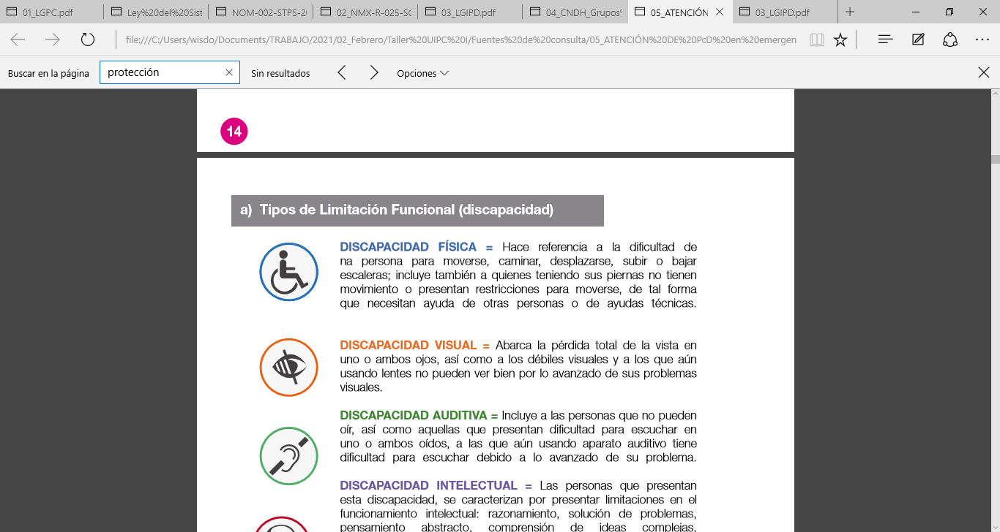 01_LGPC.pdf
Ley%20del%20Sist
NOM-002-STPS-2
02_NMX-R-025-SC
03_LGIPD.pdf
04_CNDH_Grupos%
05_ATENCIÓN
03_LGIPD.pdf
file:///C:/Users/wisdo/Documents/TRABAJO/2021/02_Febrero/Taller%20UIPC%20i/Fuentes%20de%20consulta/05_ATENCIÓN%20DE%20PcD%20en%20emergen
Buscar en la página
protección
Sin resultados
Opciones
14
a) Tipos de Limitación Funcional (discapacidad)
DISCAPACIDAD FÍSICA = Hace referencia a la dificultad de
na persona para moverse, caminar, desplazarse, subir o bajar
escaleras; incluye también a quienes teniendo sus piernas no tienen
movimiento o presentan restricciones para moverse, de tal forma
que necesitan ayuda de otras personas o de ayudas técnicas.
DISCAPACIDAD VISUAL = Abarca la pérdida total de la vista en
uno o ambos ojos, así como a los débiles visuales y a los que aún
usando lentes no pueden ver bien por lo avanzado de sus problemas
visuales.
DISCAPACIDAD AUDITIVA = Incluye a las personas que no pueden
oír, así como aquellas que presentan dificultad para escuchar en
uno o ambos oídos, a las que aún usando aparato auditivo tiene
dificultad para escuchar debido a lo avanzado de su problema.
DISCAPACIDAD INTELECTUAL = Las personas que presentan
esta discapacidad, se caracterizan por presentar limitaciones en el
funcionamiento intelectual: razonamiento, solución de problemas,
pensamiento abstracto, comprensión de ideas complejas,